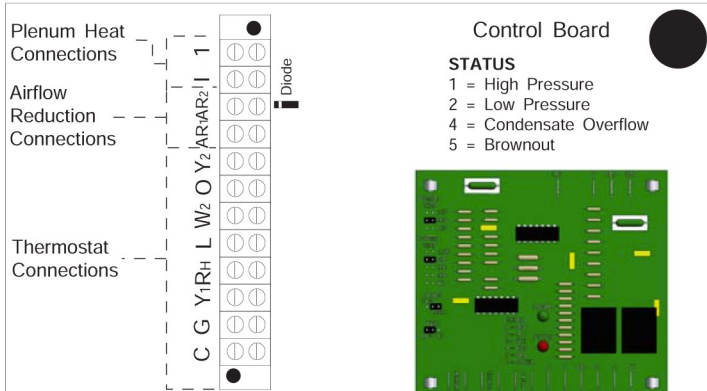 Plenum Heat
Connections
Airflow
Reduction
Connections
Thermostat
Connections
1
I
AR2
AR1
Y2
O
W2
L
RH
Y1
G
C
Diode
Control Board
STATUS
1 = High Pressure
2 = Low Pressure
4 = Condensate Overflow
5 = Brownout